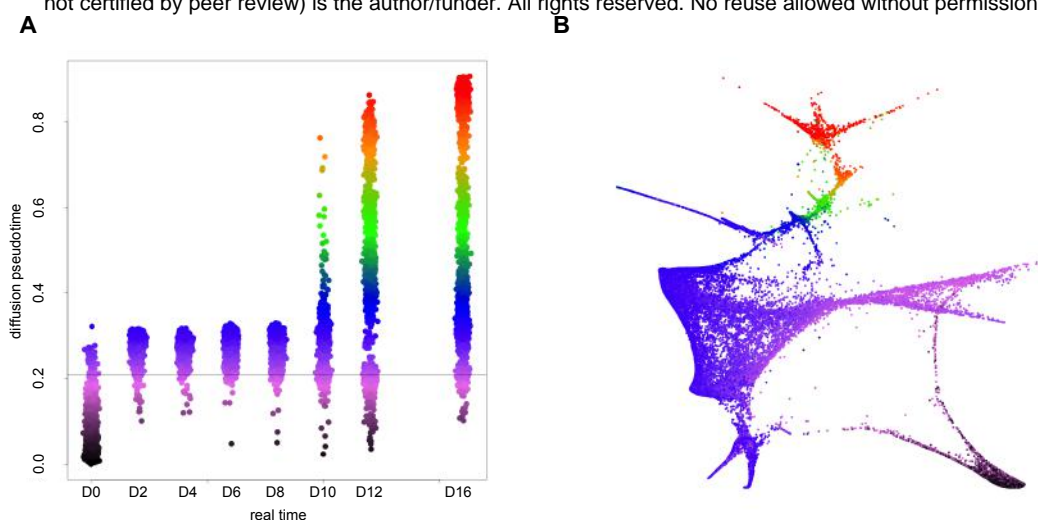 not certified by peer review) is the author/funder. All rights reserved. No reuse allowed without permission
A
B
0.8
0.6
0.4
0.2
0.0
diffusion pseudotime
D0 D2 D4 D6 D8 D10 D12 D16
real time